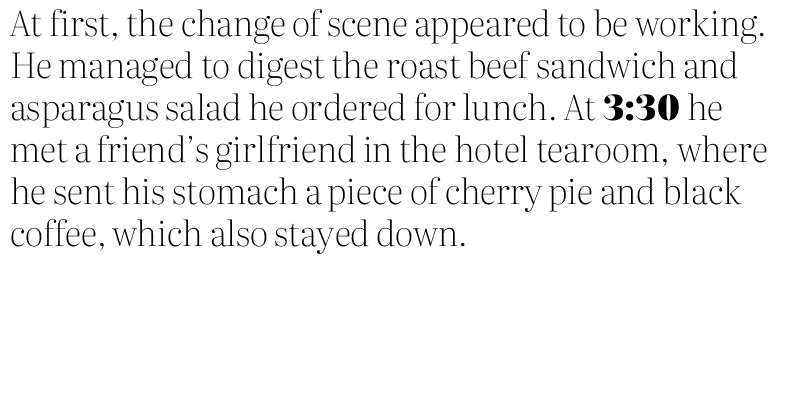 At first, the change of scene appeared to be working.
He managed to digest the roast beef sandwich and
asparagus salad he ordered for lunch. At 3:30 he
met a friend’s girlfriend in the hotel tearoom, where
he sent his stomach a piece of cherry pie and black
coffee, which also stayed down.